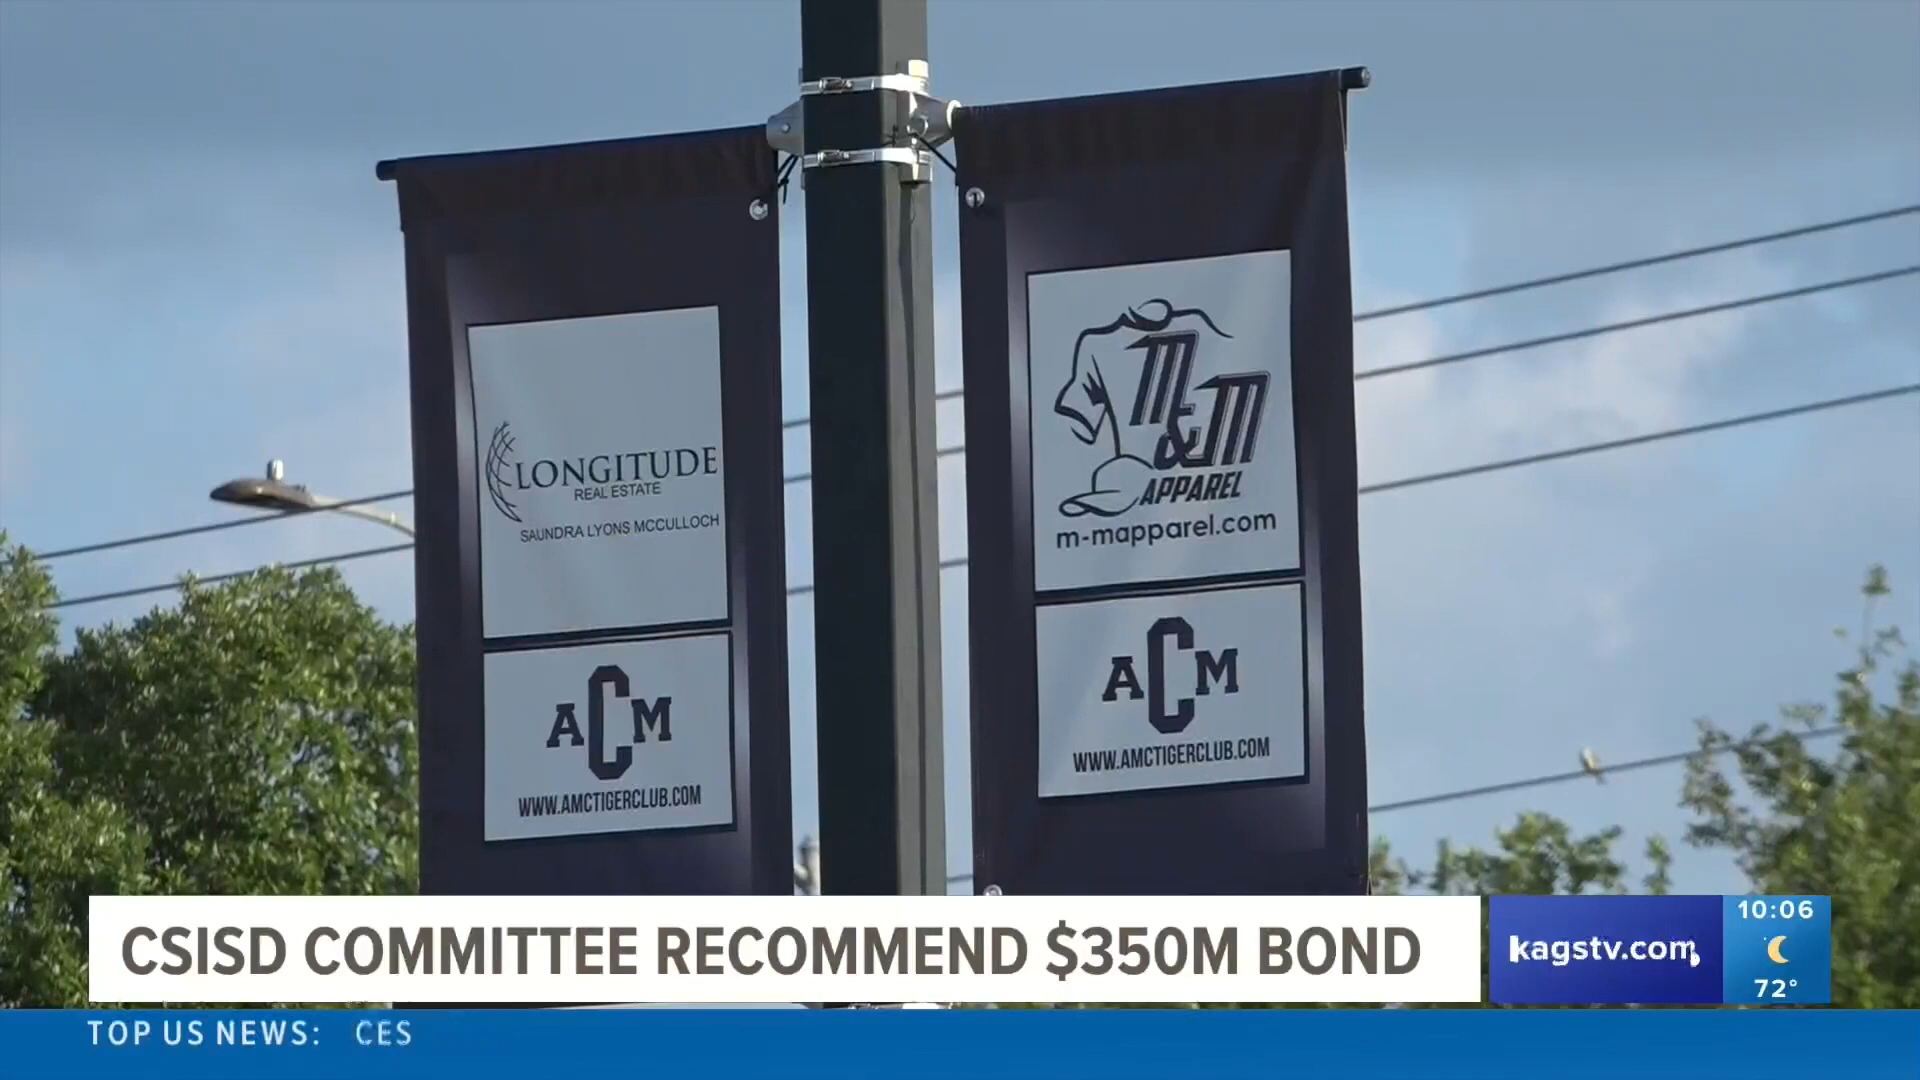 LONGITUDE
REAL ESTATE
SAUNDRA LYONS MCCULLOCH
ACM
WWW.AMCTIGERCLUB.COM
M&M
APPAREL
m-mapparel.com
ACM
WWW.AMCTIGERCLUB.COM
CSISD COMMITTEE RECOMMEND $350M BOND
kagstv.com
10:06
72°
TOP US NEWS: CES